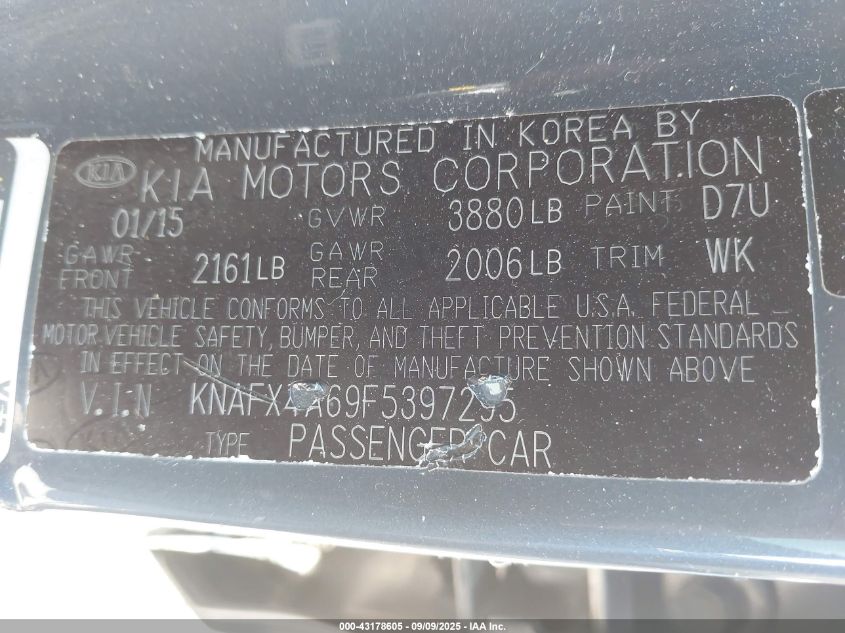 MANUFACTURED IN KOREA BY
KIA KIA MOTORS CORPORATION
01/15 GVWR 3880LB PAINT D7U
GAWR FRONT 2161LB GAWR REAR 2006LB TRIM WK
THIS VEHICLE CONFORMS TO ALL APPLICABLE U.S.A. FEDERAL
MOTOR VEHICLE SAFETY, BUMPER, AND THEFT PREVENTION STANDARDS
IN EFFECT ON THE DATE OF MANUFACTURE SHOWN ABOVE
V.I.N KNAFX4A69F5397295
TYPE PASSENGER CAR
000-43178605 - 09/09/2025 - IAA Inc.